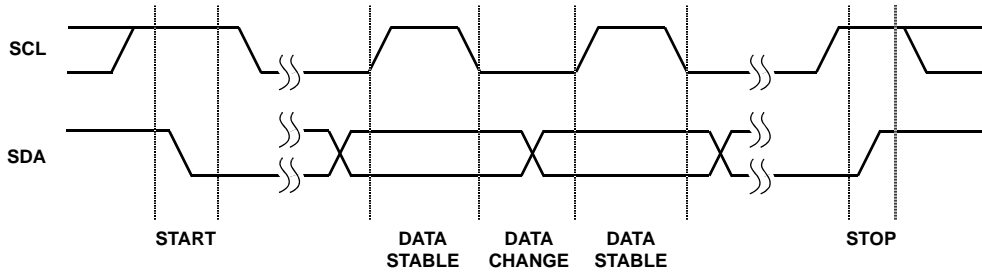 SCL
SDA
START
DATA
STABLE
DATA
CHANGE
DATA
STABLE
STOP